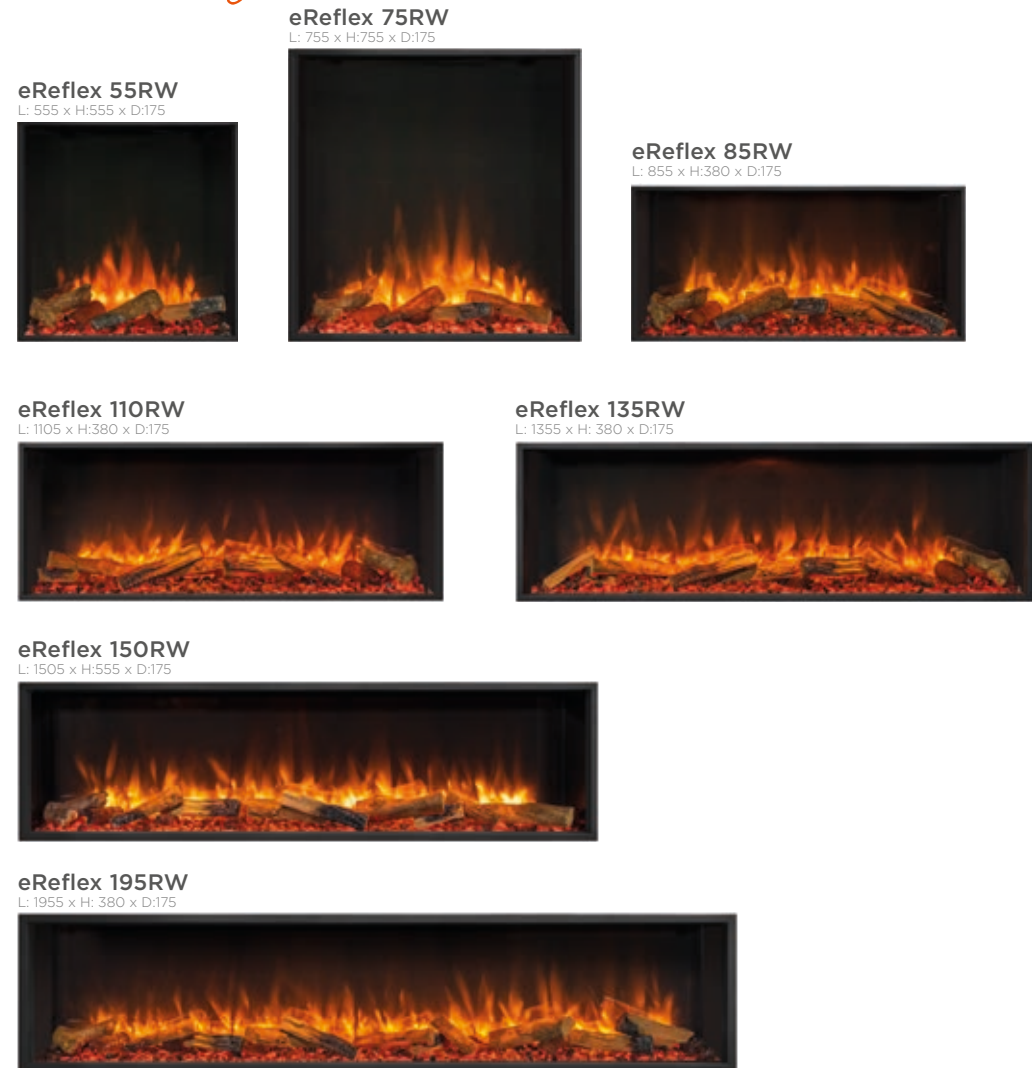 eReflex 75RW
L: 755 x H:755 x D:175
eReflex 55RW
L: 555 x H:555 x D:175
eReflex 85RW
L: 855 x H:380 x D:175
eReflex 110RW
L: 1105 x H:380 x D:175
eReflex 135RW
L: 1355 x H: 380 x D:175
eReflex 150RW
L: 1505 x H:555 x D:175
eReflex 195RW
L: 1955 x H: 380 x D:175